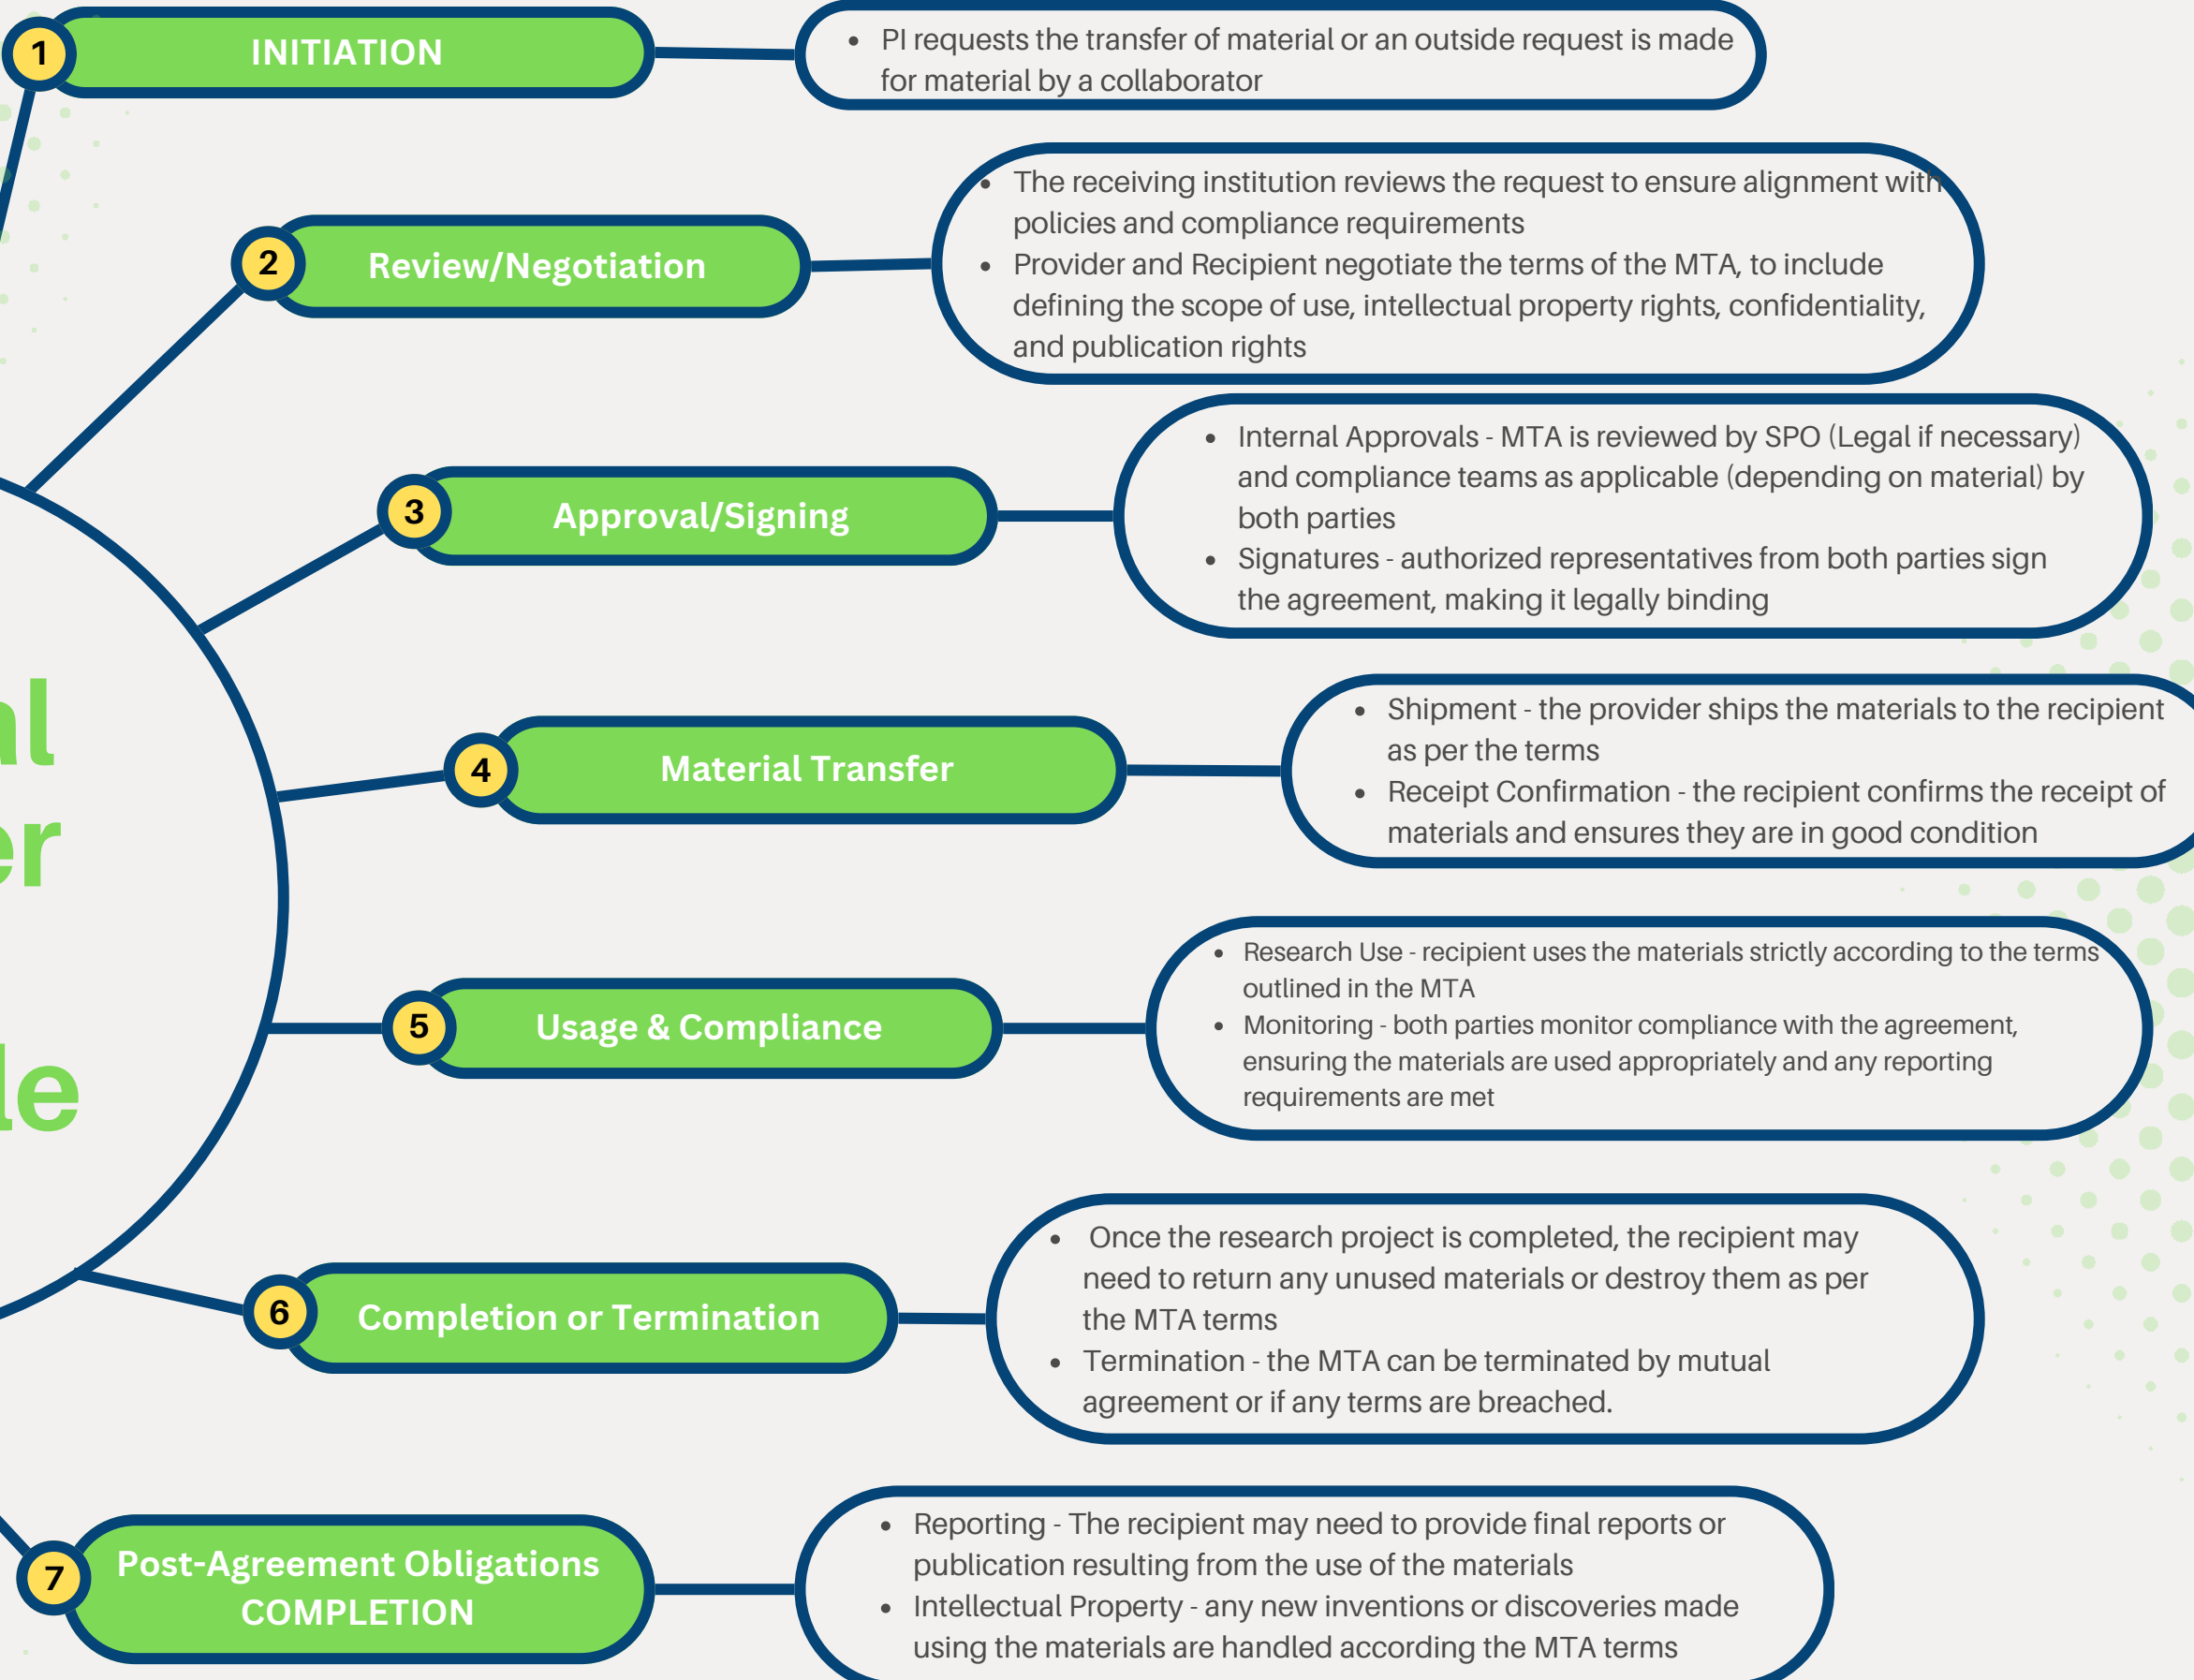 1
INITIATION
• PI requests the transfer of material or an outside request is made
for material by a collaborator
2
Review/Negotiation
• The receiving institution reviews the request to ensure alignment with
policies and compliance requirements
• Provider and Recipient negotiate the terms of the MTA, to include
defining the scope of use, intellectual property rights, confidentiality,
and publication rights
3
Approval/Signing
• Internal Approvals - MTA is reviewed by SPO (Legal if necessary)
and compliance teams as applicable (depending on material) by
both parties
• Signatures - authorized representatives from both parties sign
the agreement, making it legally binding
al
er
le
4
Material Transfer
• Shipment - the provider ships the materials to the recipient
as per the terms
• Receipt Confirmation - the recipient confirms the receipt of
materials and ensures they are in good condition
5
Usage & Compliance
• Research Use - recipient uses the materials strictly according to the terms
outlined in the MTA
• Monitoring - both parties monitor compliance with the agreement,
ensuring the materials are used appropriately and any reporting
requirements are met
6
Completion or Termination
• Once the research project is completed, the recipient may
need to return any unused materials or destroy them as per
the MTA terms
• Termination - the MTA can be terminated by mutual
agreement or if any terms are breached.
7
Post-Agreement Obligations
COMPLETION
• Reporting - The recipient may need to provide final reports or
publication resulting from the use of the materials
• Intellectual Property - any new inventions or discoveries made
using the materials are handled according the MTA terms